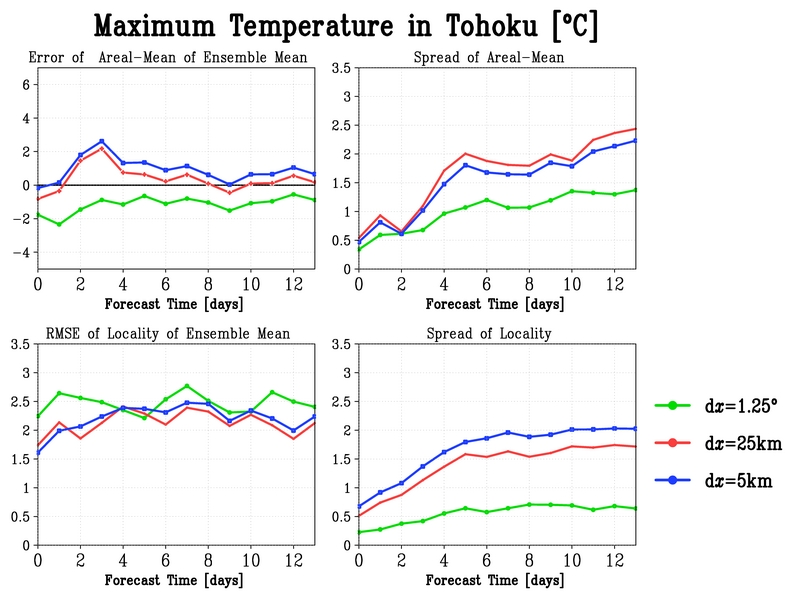 Maximum Temperature in Tohoku [°C]
Error of Areal-Mean of Ensemble Mean
6
4
2
0
-2
-4
0 2 4 6 8 10 12
Forecast Time [days]
Spread of Areal-Mean
3.5
3
2.5
2
1.5
1
0.5
0
0 2 4 6 8 10 12
Forecast Time [days]
RMSE of Locality of Ensemble Mean
3.5
3
2.5
2
1.5
1
0.5
0
0 2 4 6 8 10 12
Forecast Time [days]
Spread of Locality
3.5
3
2.5
2
1.5
1
0.5
0
0 2 4 6 8 10 12
Forecast Time [days]
dx=1.25°
dx=25km
dx=5km